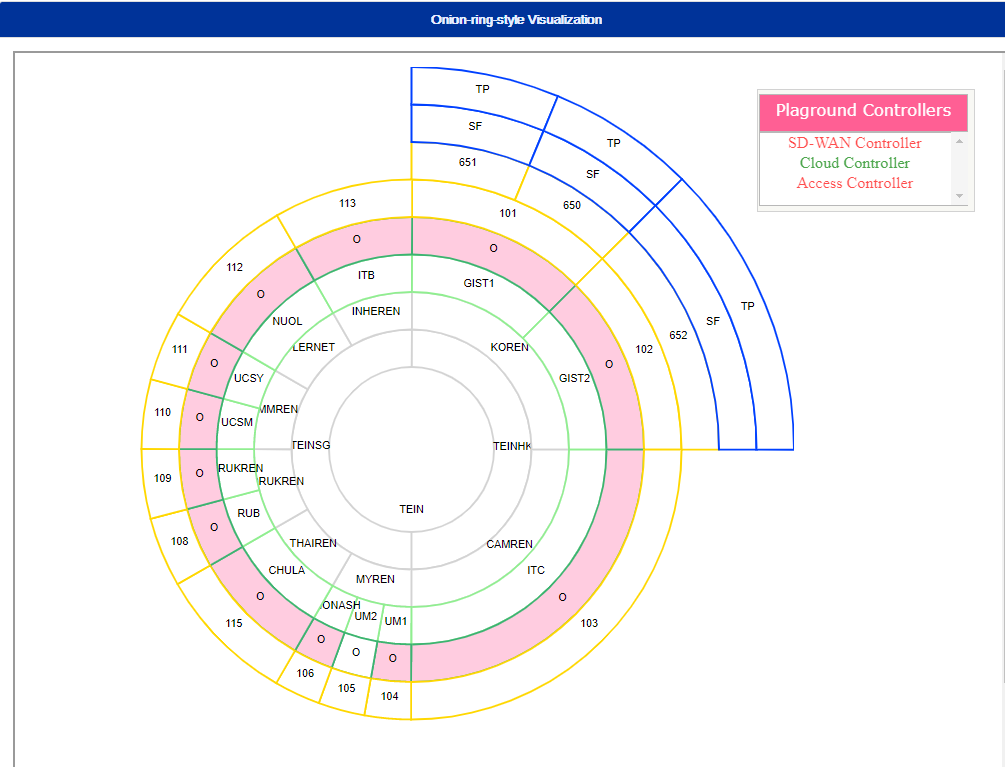 Onion-ring-style Visualization
Plaground Controllers
SD-WAN Controller
Cloud Controller
Access Controller
TP
SF
651
TP
SF
650
TP
SF
652
113
101
O
O
112
O
ITB
GIST1
INHEREN
NUOL
LERNET
KOREN
102
O
111
O
UCSY
GIST2
MMREN
110
O
UCSM
TEINSG
TEINHK
109
O
RUKREN
RUKREN
TEIN
108
O
RUB
THAIREN
CAMREN
CHULA
MYREN
ITC
115
O
ONASH
UM2
UM1
O
103
O
O
O
106
105
104